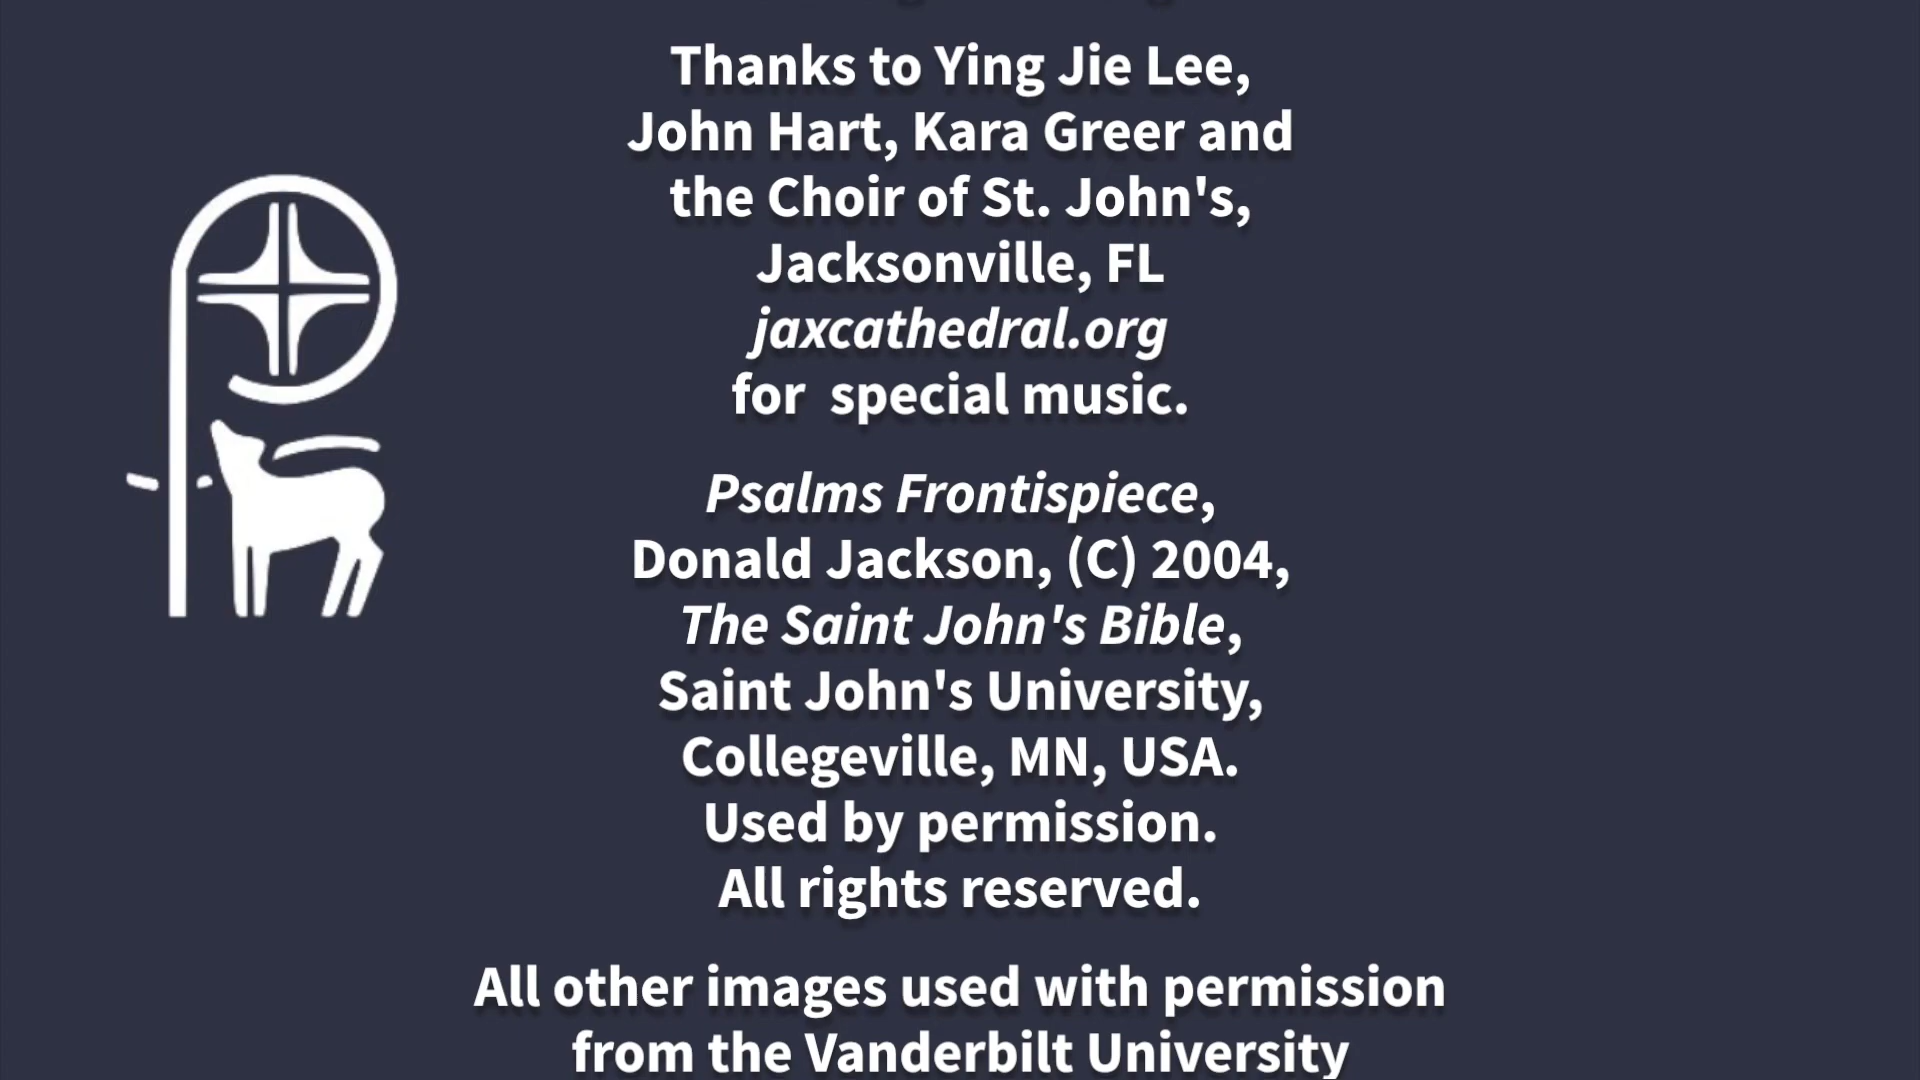 Thanks to Ying Jie Lee,
John Hart, Kara Greer and
the Choir of St. John's,
Jacksonville, FL
jaxcathedral.org
for  special music.
Psalms Frontispiece,
Donald Jackson, (C) 2004,
The Saint John's Bible,
Saint John's University,
Collegeville, MN, USA.
Used by permission.
All rights reserved.
All other images used with permission
from the Vanderbilt University